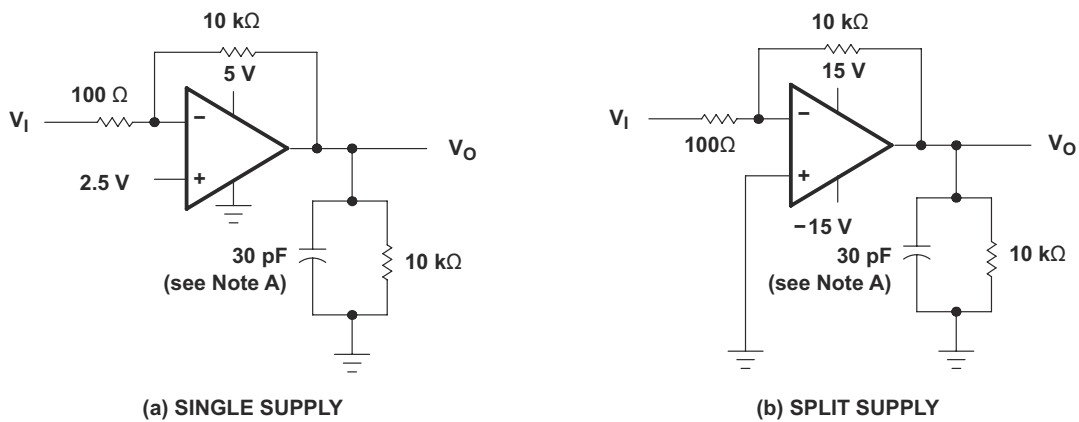 10 kΩ
5 V
100 Ω
V_I
−
+
2.5 V
V_O
30 pF
(see Note A)
10 kΩ
(a) SINGLE SUPPLY
10 kΩ
15 V
V_I
100Ω
−
+
−15 V
V_O
30 pF
(see Note A)
10 kΩ
(b) SPLIT SUPPLY